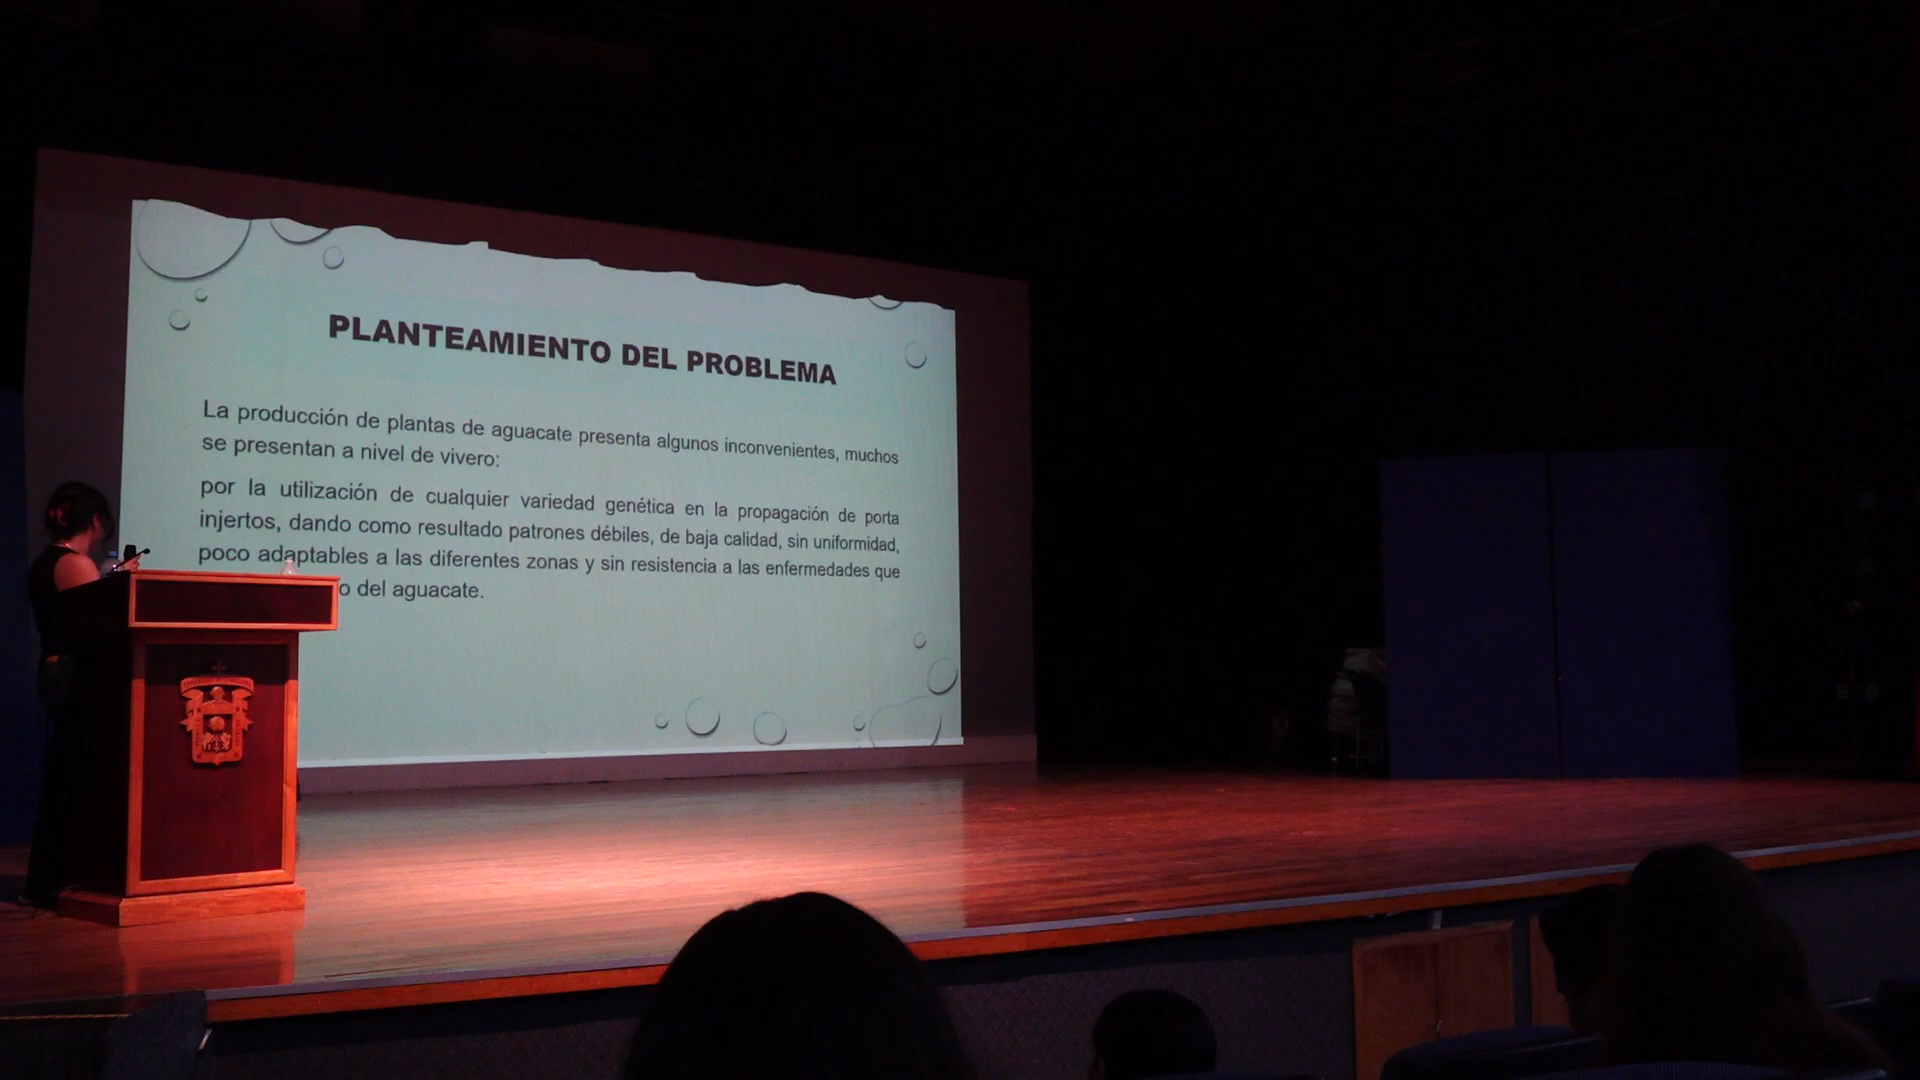 PLANTEAMIENTO DEL PROBLEMA
La producción de plantas de aguacate presenta algunos inconvenientes, muchos
se presentan a nivel de vivero:
por la utilización de cualquier variedad genética en la propagación de porta
injertos, dando como resultado patrones débiles, de baja calidad, sin uniformidad,
poco adaptables a las diferentes zonas y sin resistencia a las enfermedades que
o del aguacate.